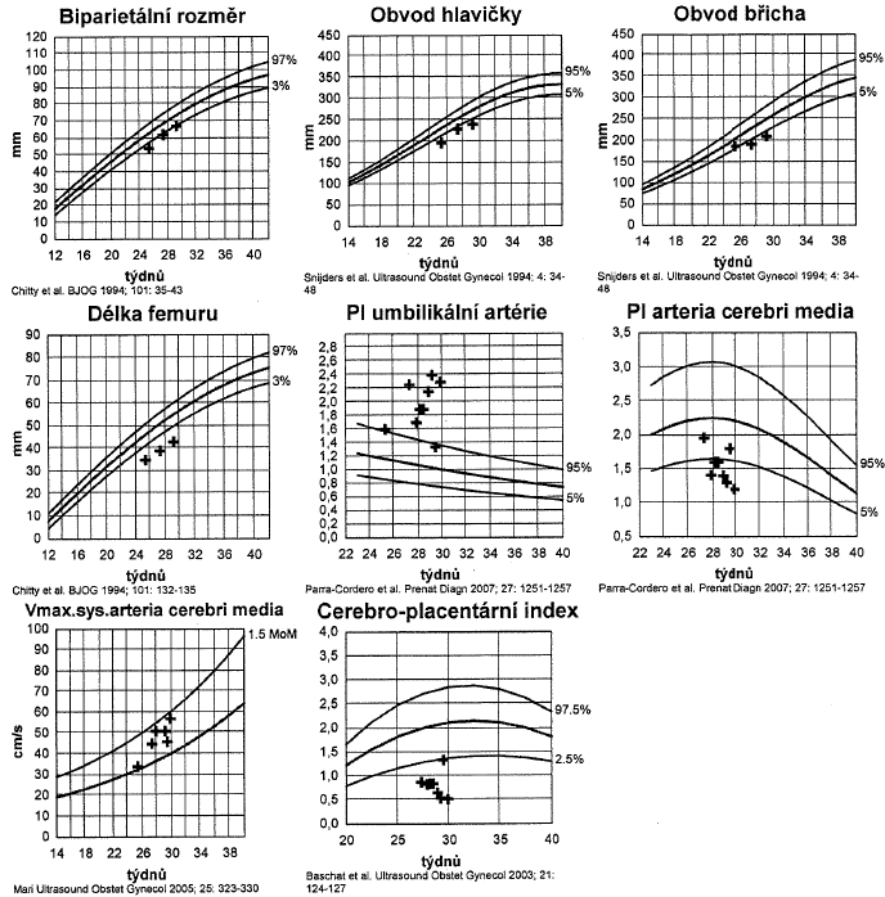 Biparietální rozměr
mm
120
110
100
90
80
70
60
50
40
30
20
10
0
97%
3%
12 16 20 24 28 32 36 40
týdnů
Chitty et al. BJOG 1994; 101: 35-43
Obvod hlavičky
mm
450
400
350
300
250
200
150
100
50
0
95%
5%
14 18 22 26 30 34 38
týdnů
Snijders et al. Ultrasound Obstet Gynecol 1994; 4: 34-
48
Obvod břicha
mm
450
400
350
300
250
200
150
100
50
0
95%
5%
14 18 22 26 30 34 38
týdnů
Snijders et al. Ultrasound Obstet Gynecol 1994; 4: 34-
48
Délka femuru
mm
90
80
70
60
50
40
30
20
10
0
97%
3%
12 16 20 24 28 32 36 40
týdnů
Chitty et al. BJOG 1994; 101: 132-135
PI umbilikální artérie
2,8
2,6
2,4
2,2
2,0
1,8
1,6
1,4
1,2
1,0
0,8
0,6
0,4
0,2
0,0
95%
5%
22 24 26 28 30 32 34 36 38 40
týdnů
Parra-Cordero et al. Prenat Diagn 2007; 27: 1251-1257
PI arteria cerebri media
3,5
3,0
2,5
2,0
1,5
1,0
0,5
95%
5%
22 24 26 28 30 32 34 36 38 40
týdnů
Parra-Cordero et al. Prenat Diagn 2007; 27: 1251-1257
Vmax.sys.arteria cerebri media
cm/s
100
90
80
70
60
50
40
30
20
10
0
1.5 MoM
14 18 22 26 30 34 38
týdnů
Mari Ultrasound Obstet Gynecol 2005; 25: 323-330
Cerebro-placentární index
4,0
3,5
3,0
2,5
2,0
1,5
1,0
0,5
0,0
97.5%
2.5%
20 25 30 35 40
týdnů
Baschat et al. Ultrasound Obstet Gynecol 2003; 21:
124-127